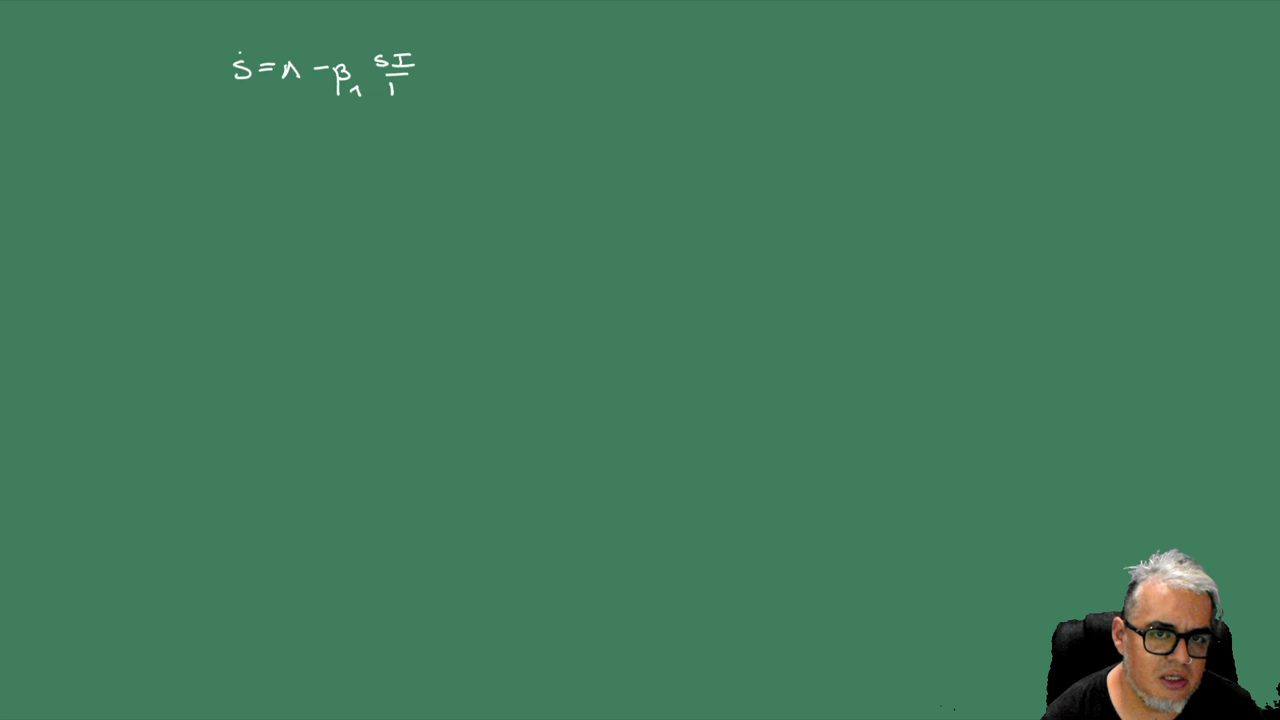 Ṡ = Λ - β₁ SI/1